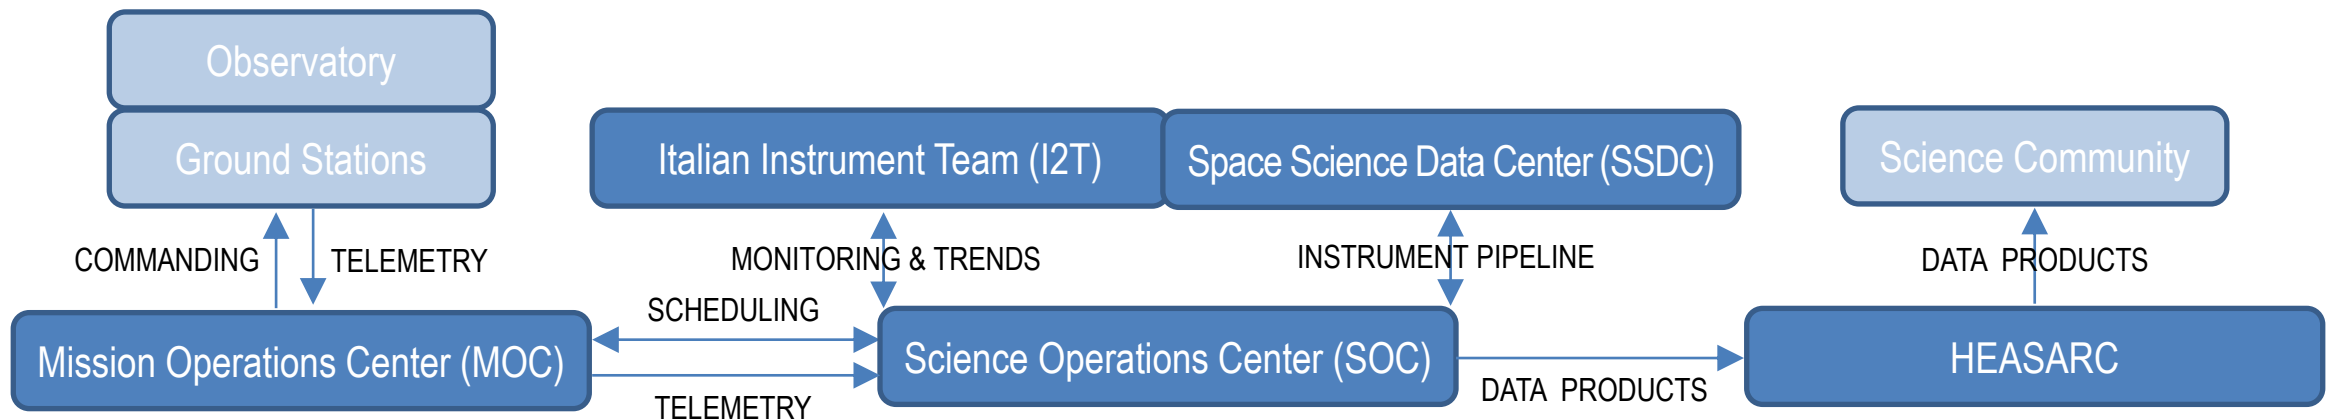 Observatory
Ground Stations
Italian Instrument Team (I2T)
Space Science Data Center (SSDC)
Science Community
COMMANDING
TELEMETRY
MONITORING & TRENDS
INSTRUMENT PIPELINE
DATA PRODUCTS
SCHEDULING
Mission Operations Center (MOC)
Science Operations Center (SOC)
HEASARC
TELEMETRY
DATA PRODUCTS